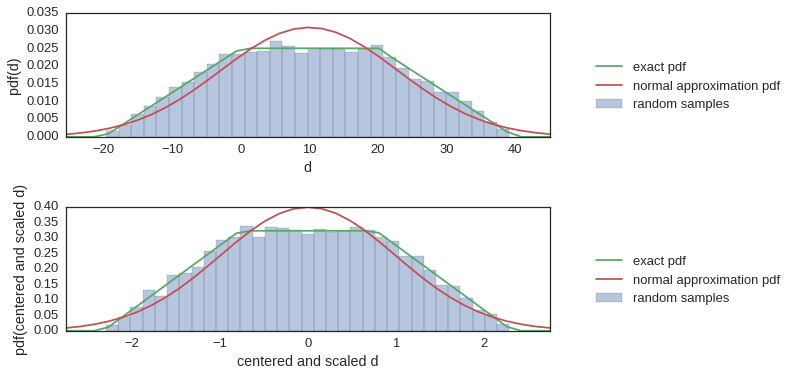 0.035
0.030
0.025
0.020
0.015
0.010
0.005
0.000
pdf(d)
−20 −10 0 10 20 30 40
d
exact pdf
normal approximation pdf
random samples
0.40
0.35
0.30
0.25
0.20
0.15
0.10
0.05
0.00
pdf(centered and scaled d)
−2 −1 0 1 2
centered and scaled d
exact pdf
normal approximation pdf
random samples